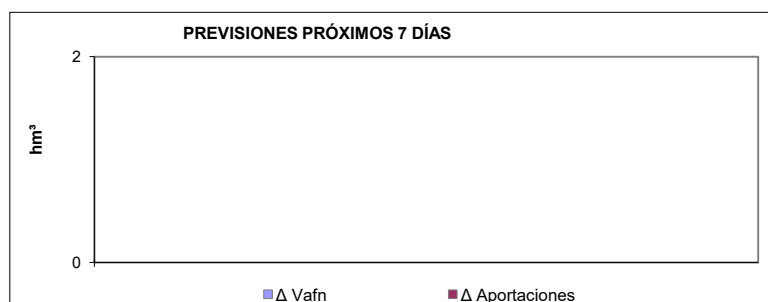 PREVISIONES PRÓXIMOS 7 DÍAS
2
hm³
0
Δ Vafn
Δ Aportaciones